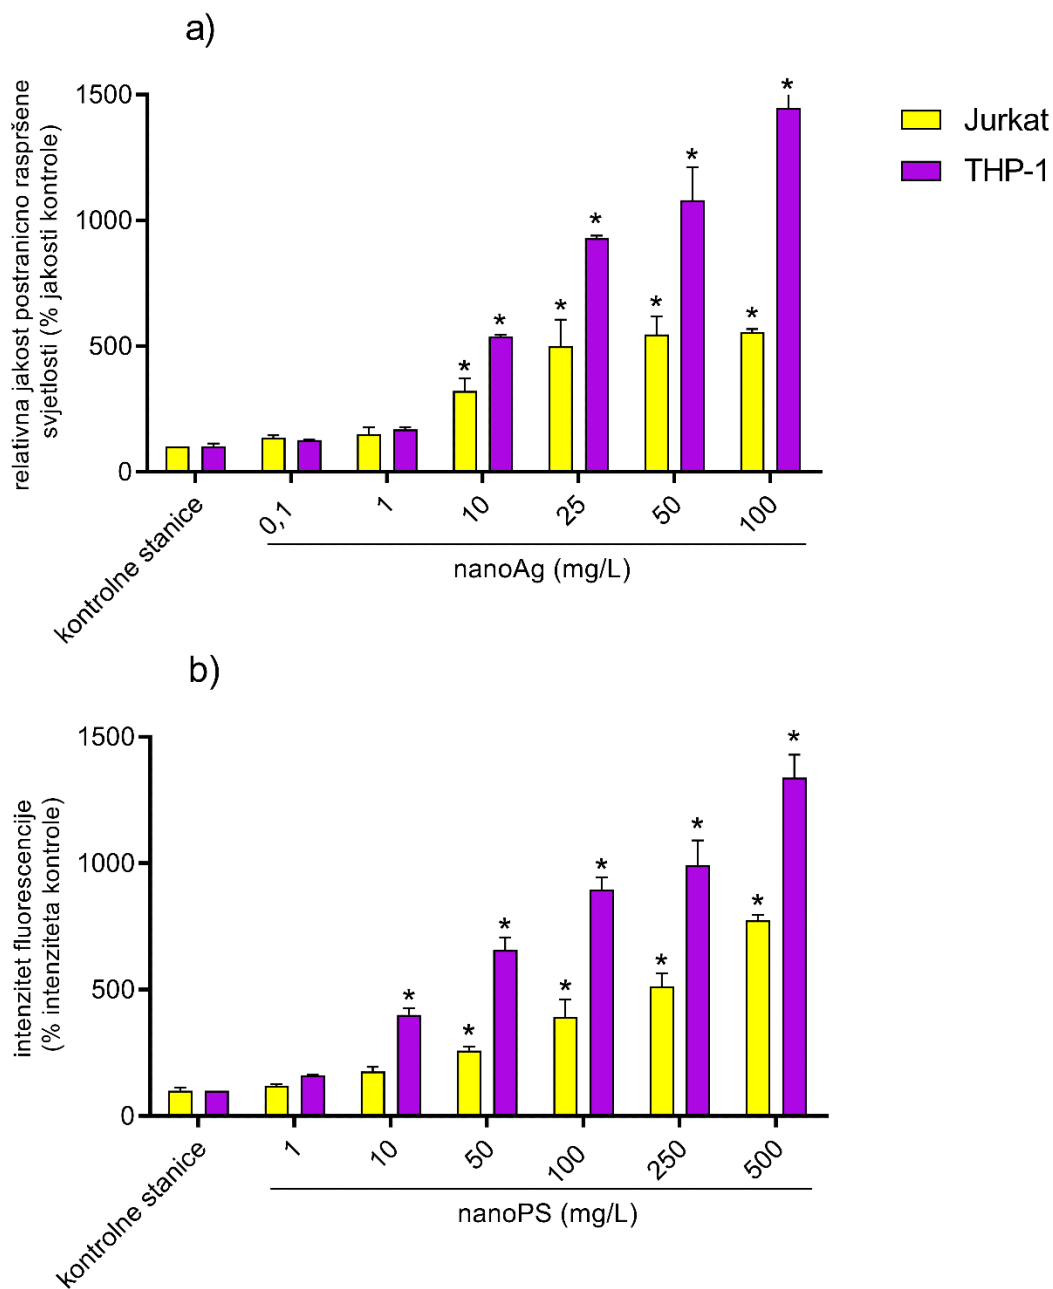 a)
relativna jakost postranicno raspršene
svjetlosti (% jakosti kontrole)
1500
1000
500
0
* * * * * * * *
kontrolne stanice
0,1
1
10
25
50
100
nanoAg (mg/L)
Jurkat
THP-1
b)
intenzitet fluorescencije
(% intenziteta kontrole)
1500
1000
500
0
* * * * * * * * *
kontrolne stanice
1
10
50
100
250
500
nanoPS (mg/L)